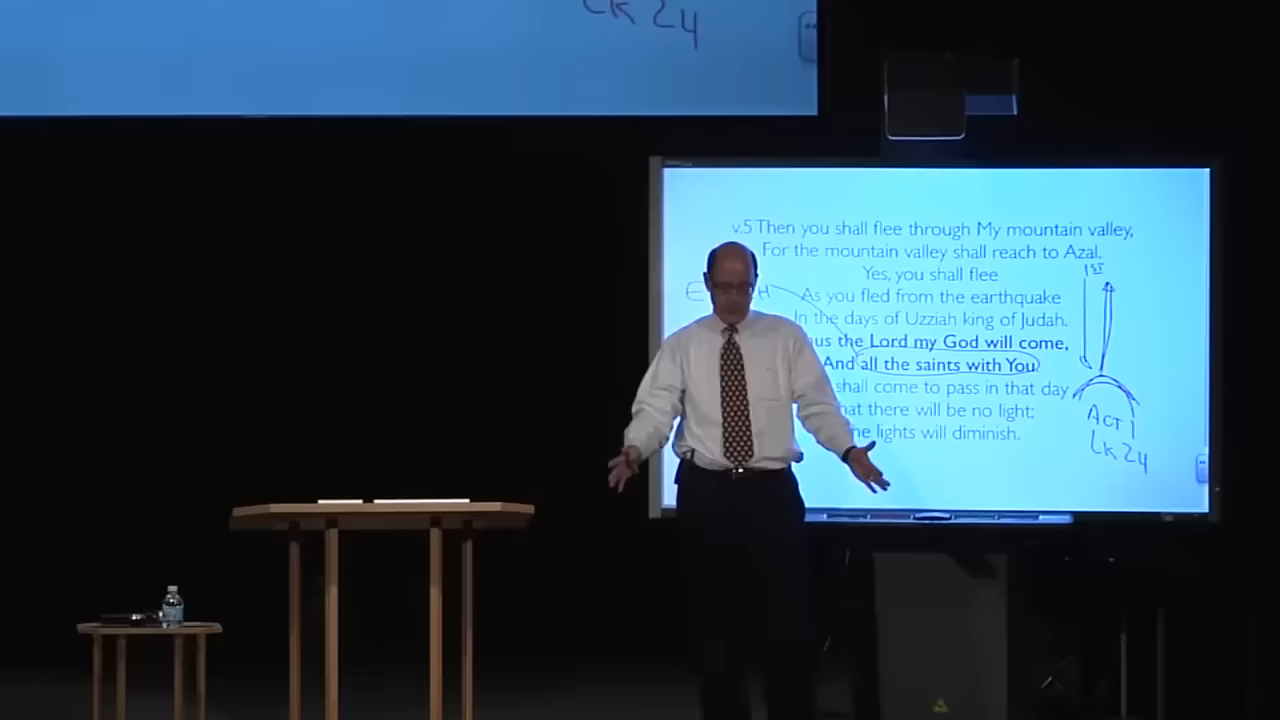 Lk 24
v.5 Then you shall flee through My mountain valley,
For the mountain valley shall reach to Azal.
Yes, you shall flee
1ST
As you fled from the earthquake
In the days of Uzziah king of Judah.
the Lord my God will come,
And all the saints with You
shall come to pass in that day
there will be no light;
lights will diminish.
ACT 1
Lk 24